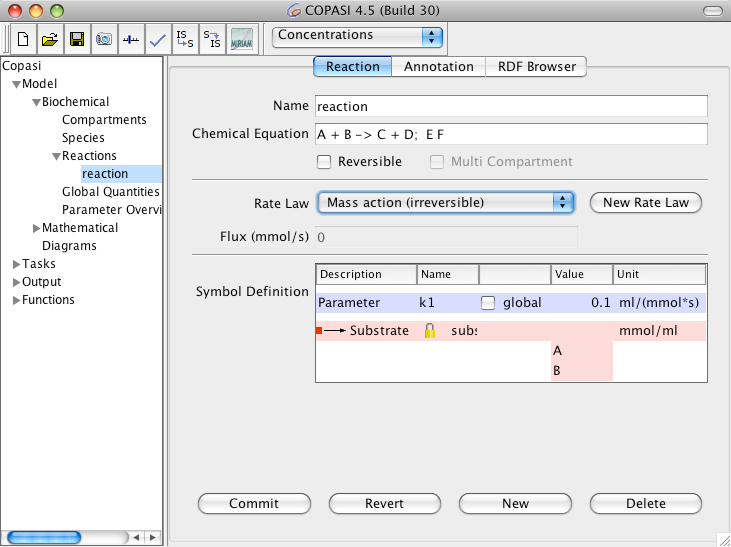 COPASI 4.5 (Build 30)
IS S IS S MIRIAM Concentrations
Copasi
Model
Biochemical
Compartments
Species
Reactions
reaction
Global Quantities
Parameter Overvi
Mathematical
Diagrams
Tasks
Output
Functions
Reaction Annotation RDF Browser
Name reaction
Chemical Equation A + B -> C + D; E F
Reversible Multi Compartment
Rate Law Mass action (irreversible) New Rate Law
Flux (mmol/s) 0
Symbol Definition
Description Name Value Unit
Parameter k1 global 0.1 ml/(mmol*s)
Substrate subs mmol/ml
A
B
Commit Revert New Delete